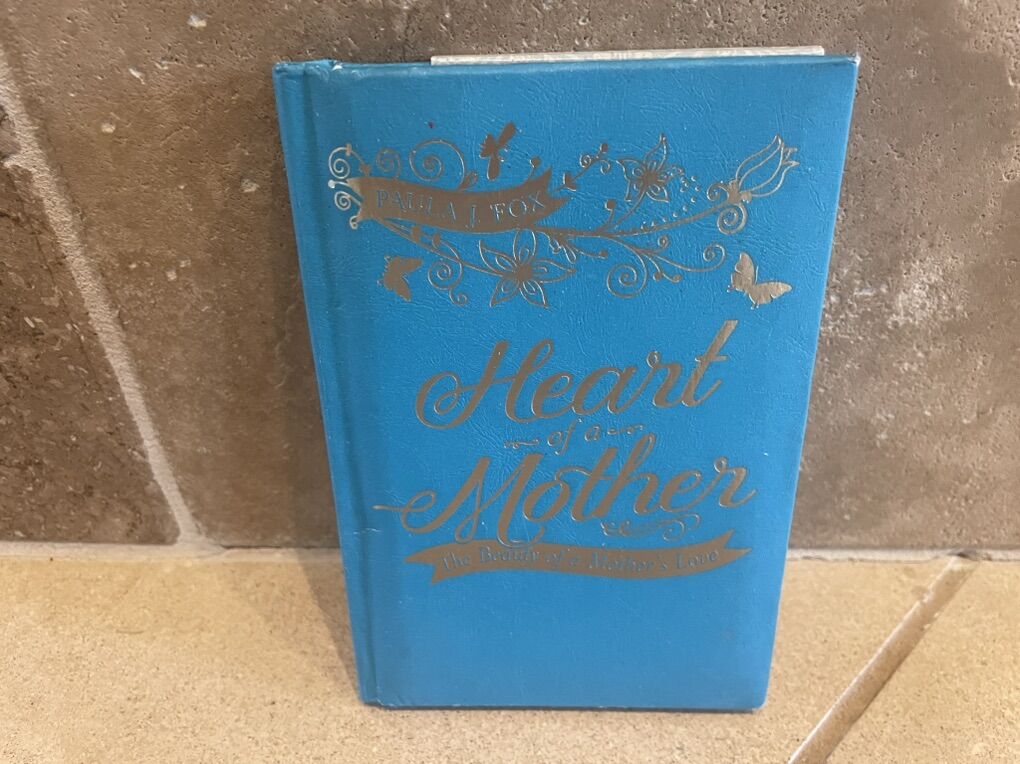 PAULA J. FOX
Heart
of a
Mother
The Beauty of a Mother's Love